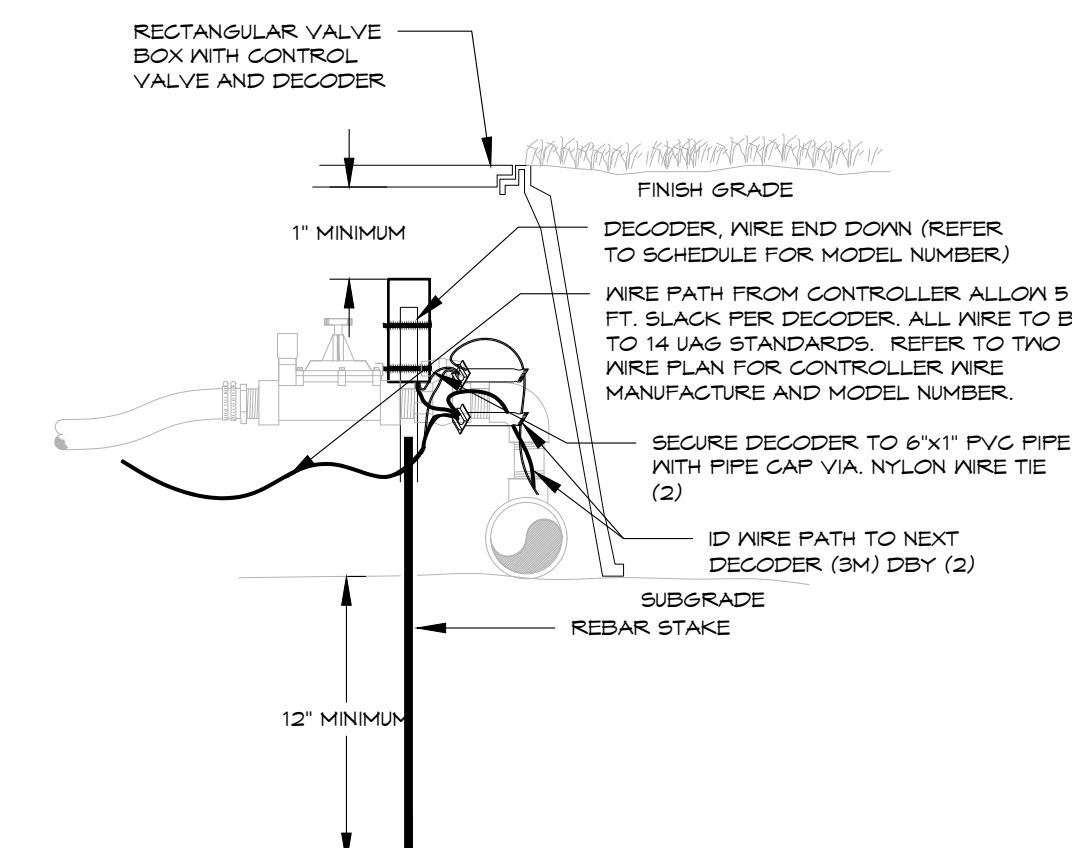 RECTANGULAR VALVE
BOX WITH CONTROL
VALVE AND DECODER
FINISH GRADE
1" MINIMUM
DECODER, WIRE END DOWN (REFER
TO SCHEDULE FOR MODEL NUMBER)
WIRE PATH FROM CONTROLLER ALLOW 5
FT. SLACK PER DECODER. ALL WIRE TO B
TO 14 UAG STANDARDS. REFER TO TWO
WIRE PLAN FOR CONTROLLER WIRE
MANUFACTURE AND MODEL NUMBER.
SECURE DECODER TO 6"x1" PVC PIPE
WITH PIPE CAP VIA. NYLON WIRE TIE
(2)
ID WIRE PATH TO NEXT
DECODER (3M) DBY (2)
SUBGRADE
REBAR STAKE
12" MINIMUM